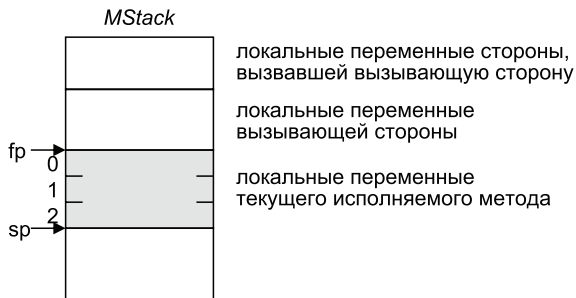 MStack
локальные переменные стороны,
вызвавшей вызывающую сторону
локальные переменные
вызывающей стороны
fp
0
1
2
sp
локальные переменные
текущего исполняемого метода